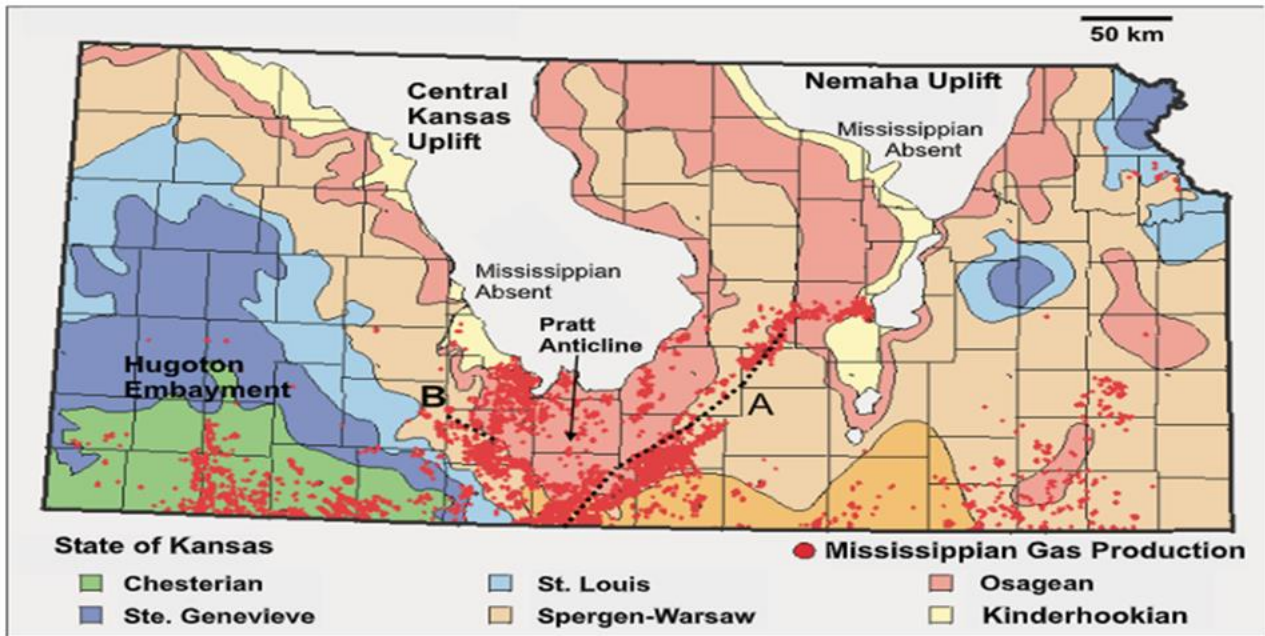 50 km
Central
Kansas
Uplift
Nemaha Uplift
Mississippian
Absent
Mississippian
Absent
Pratt
Anticline
Hugoton
Embayment
B
A
State of Kansas
Mississippian Gas Production
Chesterian
St. Louis
Osagean
Ste. Genevieve
Spergen-Warsaw
Kinderhookian